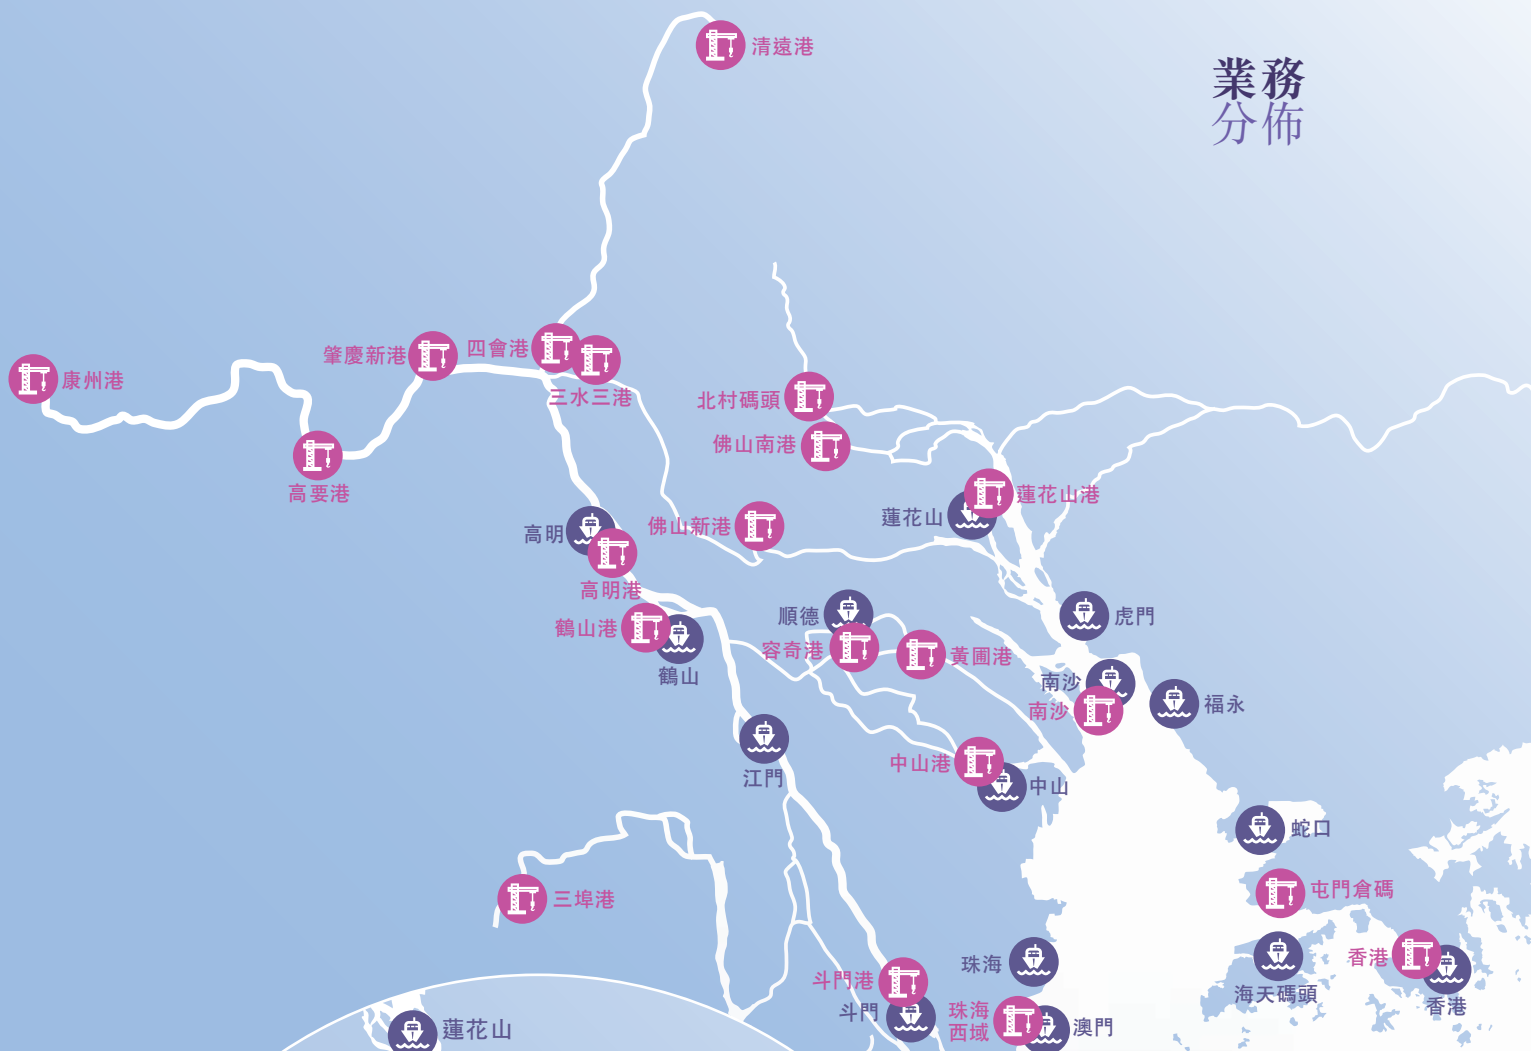 業務
分佈
清遠港
四會港
肇慶新港
康州港
三水三港
北村碼頭
佛山南港
高要港
蓮花山港
蓮花山
佛山新港
高明
高明港
順德
虎門
鶴山港
容奇港
黃圃港
鶴山
南沙
南沙
福永
中山港
江門
中山
蛇口
屯門倉碼
三埠港
香港
珠海
斗門港
海天碼頭
香港
斗門
珠海
西域
澳門
蓮花山